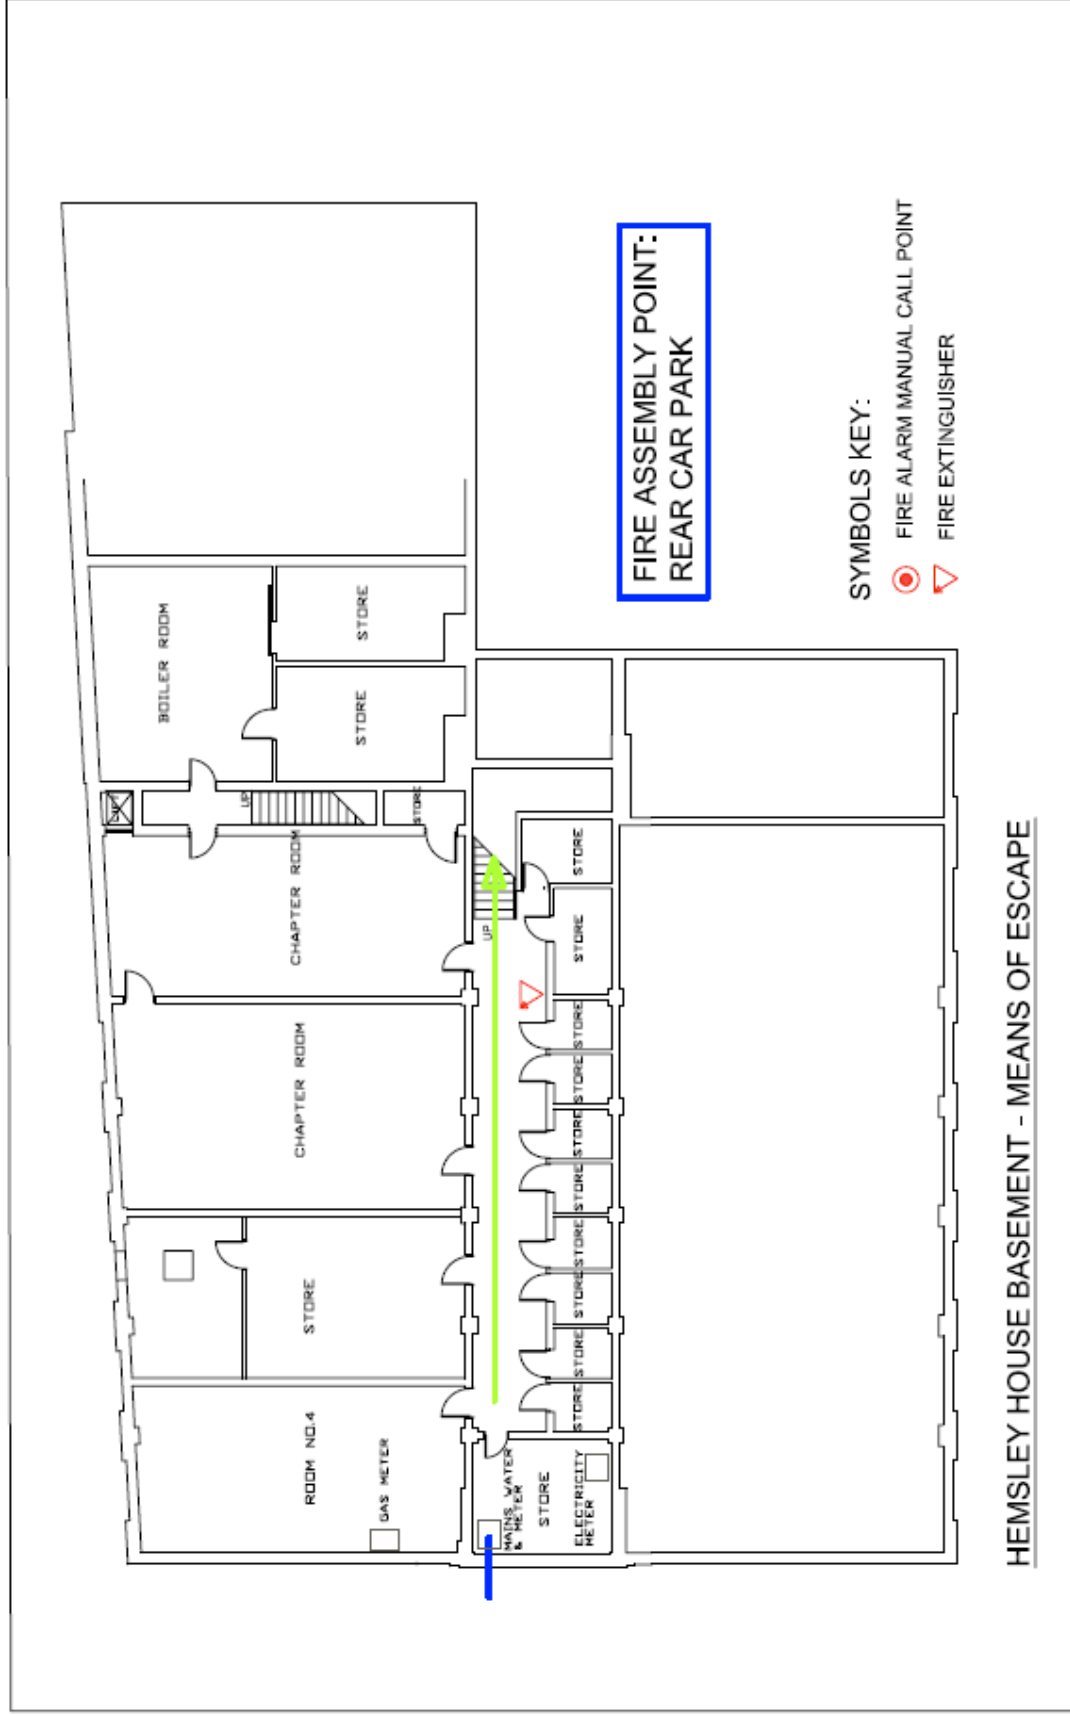 LIFT
BOILER ROOM
UP
ROOM NO.4
STORE
CHAPTER ROOM
CHAPTER ROOM
STORE
STORE
GAS METER
STORE
UP
MAINS WATER
& METER
STORE
ELECTRICITY
METER
STORE
STORE
STORE
STORE
STORE
STORE
STORE
STORE
STORE
STORE
FIRE ASSEMBLY POINT:
REAR CAR PARK
SYMBOLS KEY:
FIRE ALARM MANUAL CALL POINT
FIRE EXTINGUISHER
HEMSLEY HOUSE BASEMENT - MEANS OF ESCAPE